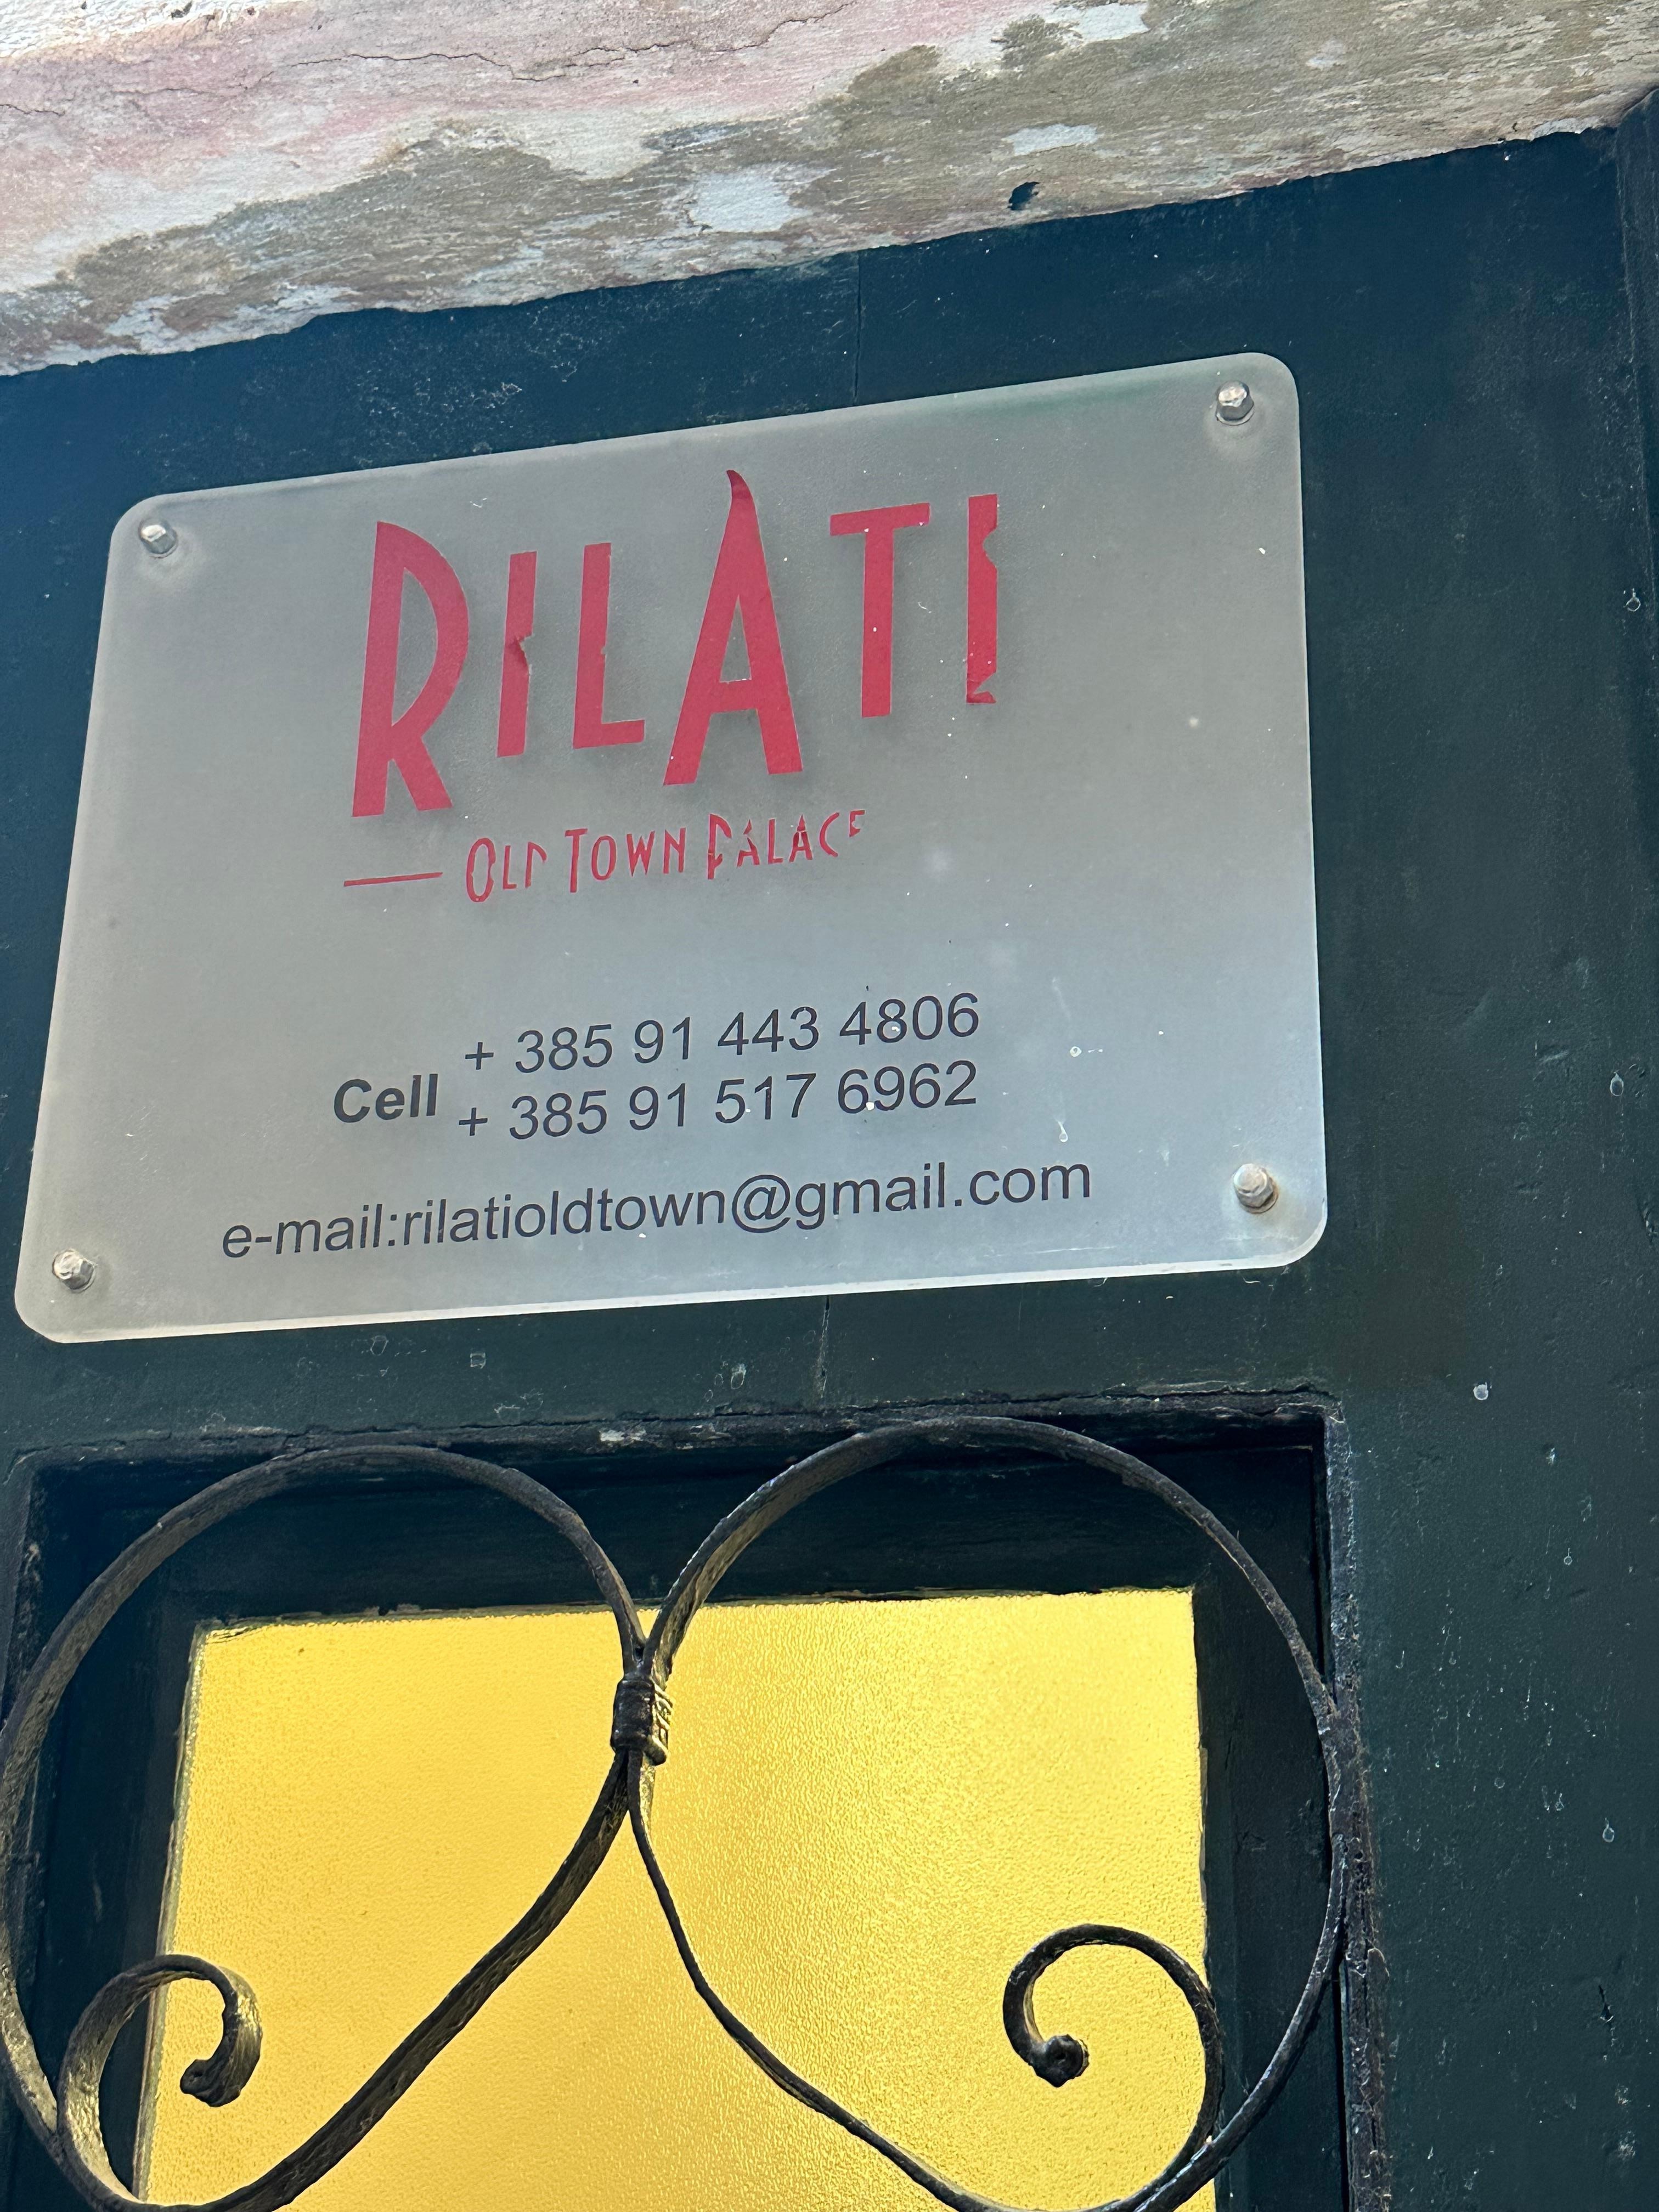 RILATI
OLD TOWN PALACE
Cell + 385 91 443 4806
+ 385 91 517 6962
e-mail:rilatioldtown@gmail.com